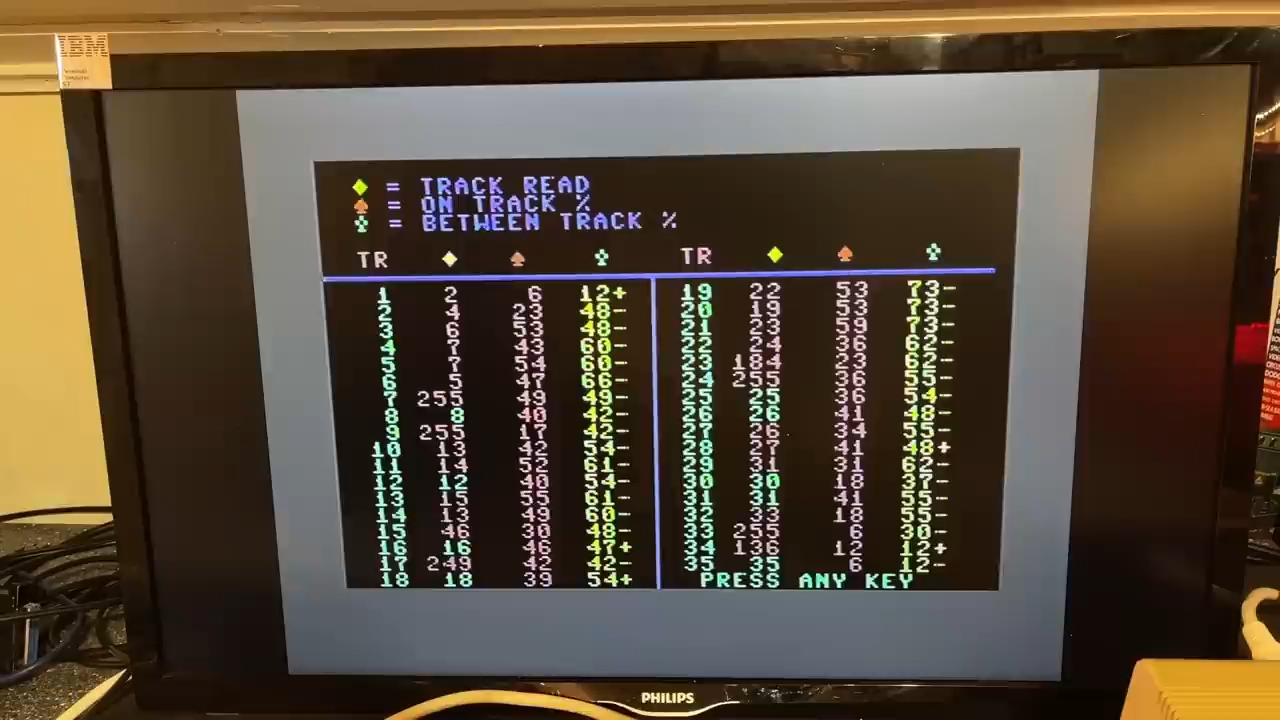 IBM
♦ = TRACK READ
♠ = ON TRACK %
♣ = BETWEEN TRACK %
TR ♦ ♠ ♣ TR ♦ ♠ ♣
1 2 6 12+ 19 22 53 73-
2 4 23 48- 20 19 53 73-
3 6 53 48- 21 23 59 73-
4 7 43 60- 22 24 36 62-
5 7 54 60- 23 184 23 62-
6 5 47 66- 24 255 36 55-
7 255 49 49- 25 25 36 54-
8 8 40 42- 26 26 41 48-
9 255 17 42- 27 26 34 55-
10 13 42 54- 28 27 41 48+
11 14 52 61- 29 31 31 62-
12 12 40 54- 30 30 18 37-
13 15 55 61- 31 31 41 55-
14 13 49 60- 32 33 18 55-
15 46 30 48- 33 255 6 30-
16 16 46 47+ 34 136 12 12+
17 249 42 42- 35 35 6 12-
18 18 39 54+ PRESS ANY KEY
PHILIPS